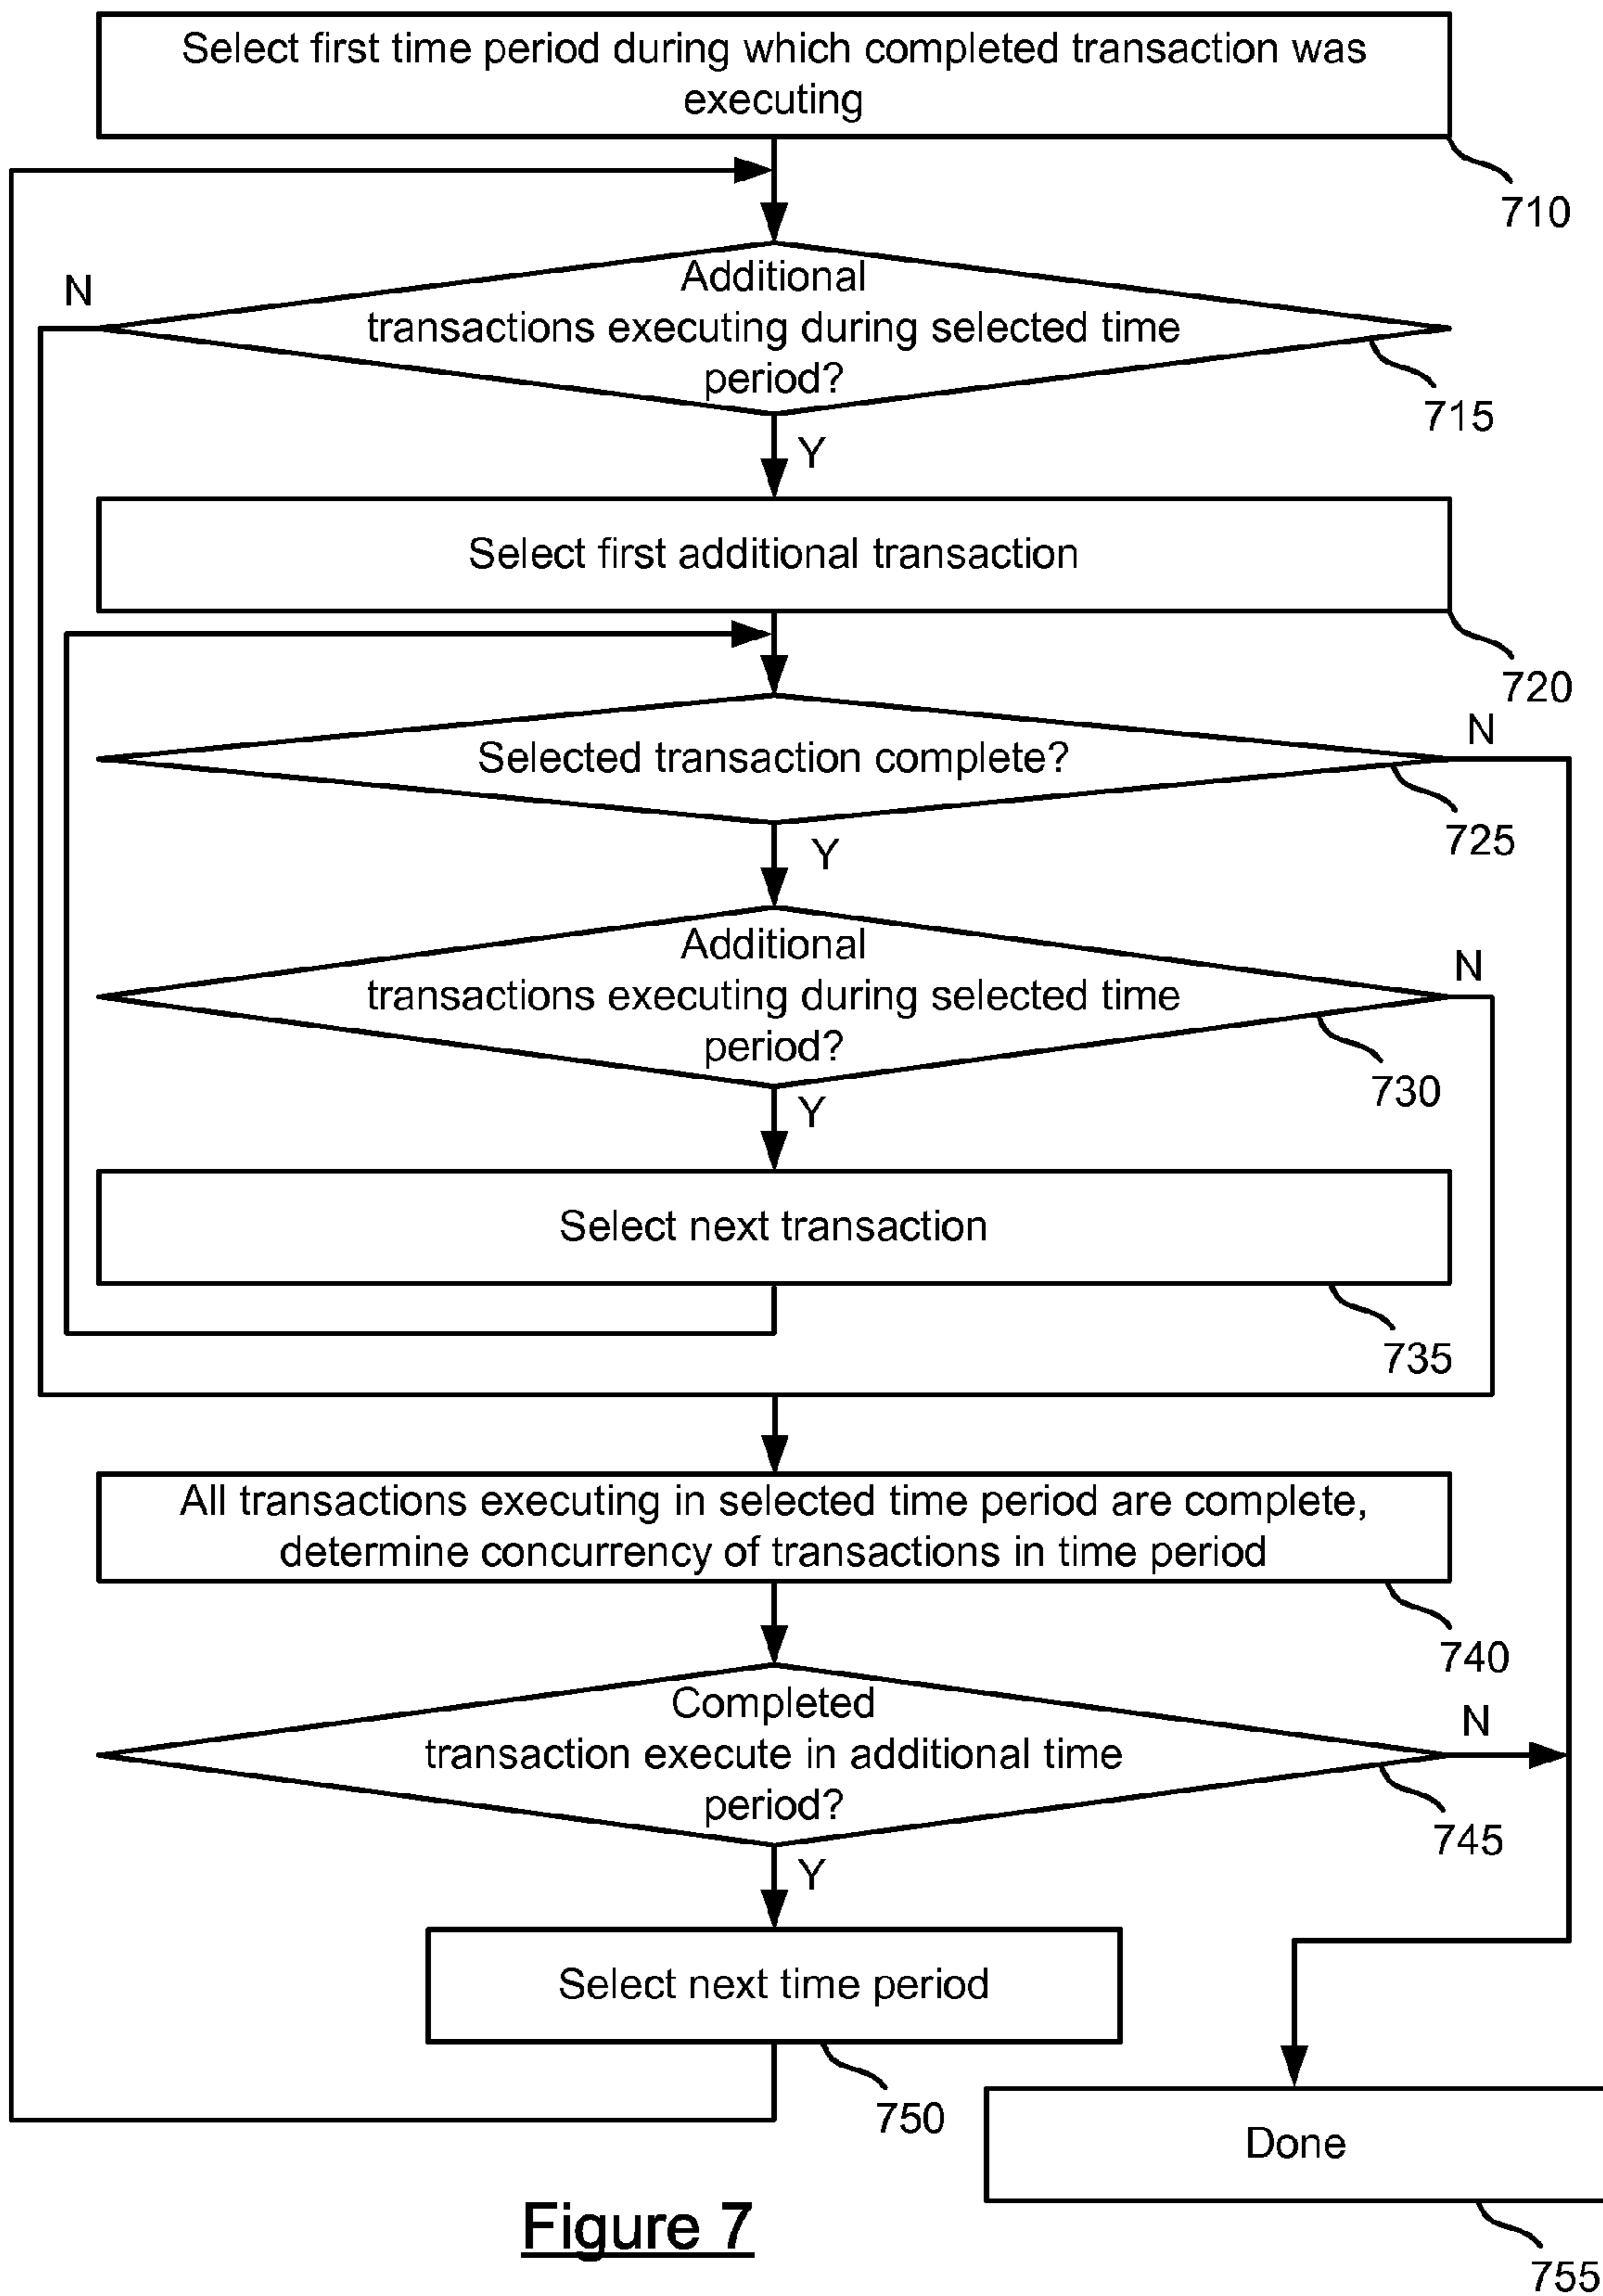 Select first time period during which completed transaction was
executing
710
N
Additional
transactions executing during selected time
period?
715
Y
Select first additional transaction
720
N
Selected transaction complete?
725
Y
Additional
transactions executing during selected time
period?
N
730
Y
Select next transaction
735
All transactions executing in selected time period are complete,
determine concurrency of transactions in time period
740
Completed
transaction execute in additional time
period?
N
745
Y
Select next time period
750
Done
755
Figure 7